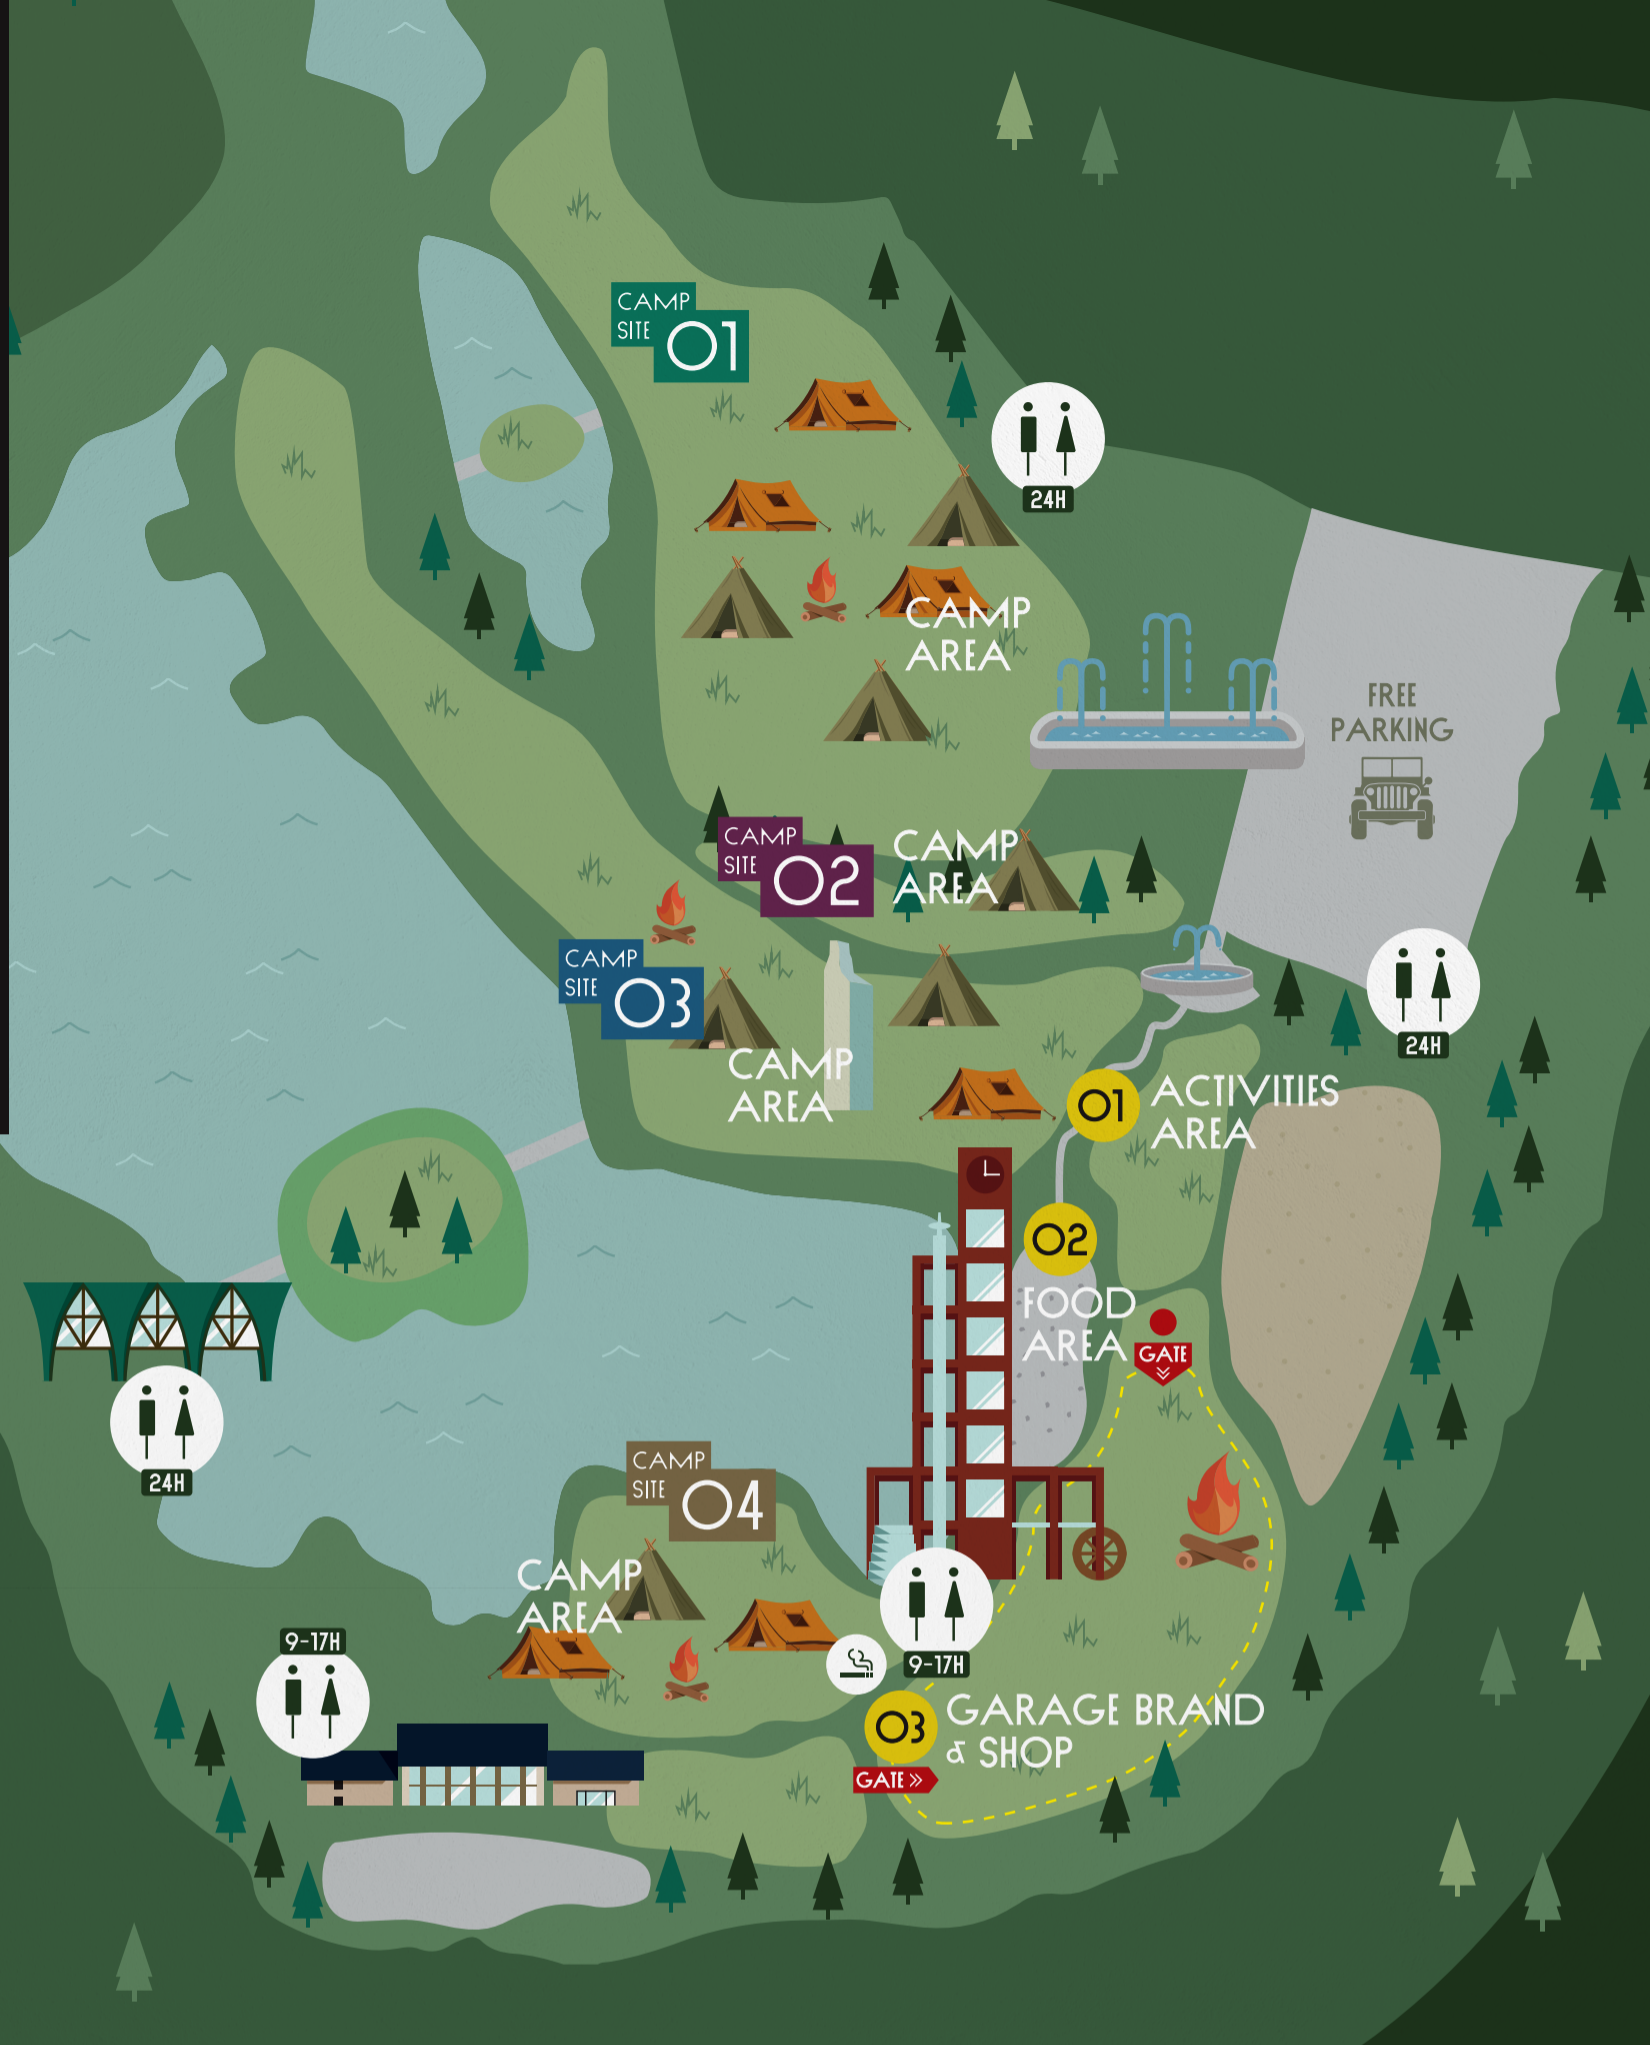 CAMP
SITE 01
24H
CAMP
AREA
FREE
PARKING
CAMP
SITE 02
CAMP
AREA
CAMP
SITE 03
24H
CAMP
AREA
01 ACTIVITIES
AREA
02
FOOD
AREA
GATE
24H
CAMP
SITE 04
CAMP
AREA
9-17H
9-17H
03 GARAGE BRAND
& SHOP
GATE